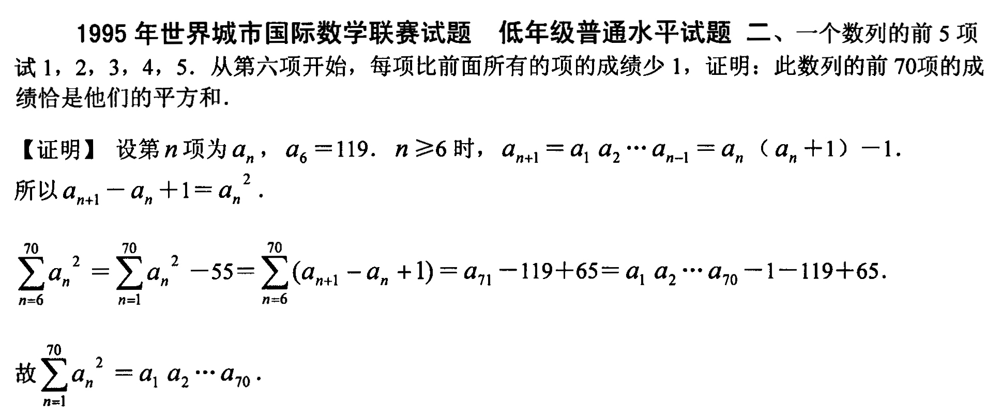 1995 年世界城市国际数学联赛试题 低年级普通水平试题 二、一个数列的前 5 项
试 1，2，3，4，5．从第六项开始，每项比前面所有的项的成绩少 1，证明：此数列的前 70项的成
绩恰是他们的平方和．
【证明】 设第 n 项为 a_n，a_6 ＝119．n ≥6 时，a_{n+1} ＝ a_1 a_2 ⋯ a_{n−1} ＝ a_n （ a_n ＋1）－1．
所以 a_{n+1} － a_n ＋1＝ a_n^2．
\sum_{n=6}^{70} a_n^2 ＝ \sum_{n=1}^{70} a_n^2 －55＝ \sum_{n=6}^{70} (a_{n+1} − a_n +1)＝ a_{71} －119＋65＝ a_1 a_2 ⋯ a_{70} －1－119＋65．
故 \sum_{n=1}^{70} a_n^2 ＝ a_1 a_2 ⋯ a_{70}．